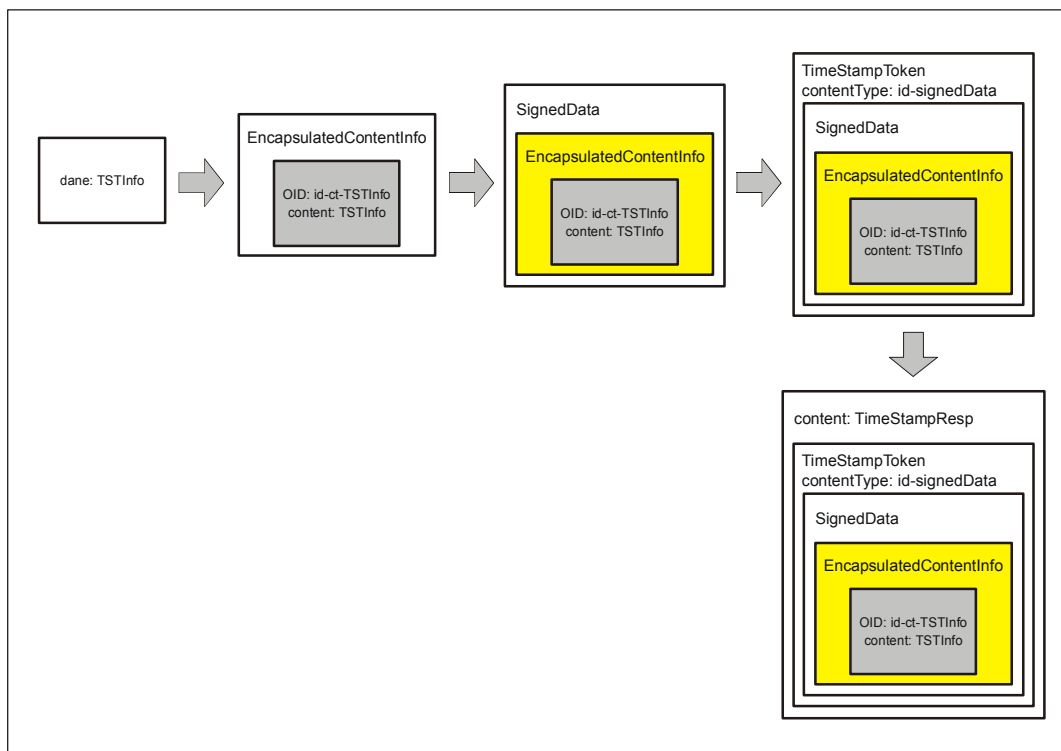 dane: TSTInfo
EncapsulatedContentInfo
OID: id-ct-TSTInfo
content: TSTInfo
SignedData
EncapsulatedContentInfo
OID: id-ct-TSTInfo
content: TSTInfo
TimeStampToken
contentType: id-signedData
SignedData
EncapsulatedContentInfo
OID: id-ct-TSTInfo
content: TSTInfo
content: TimeStampResp
TimeStampToken
contentType: id-signedData
SignedData
EncapsulatedContentInfo
OID: id-ct-TSTInfo
content: TSTInfo